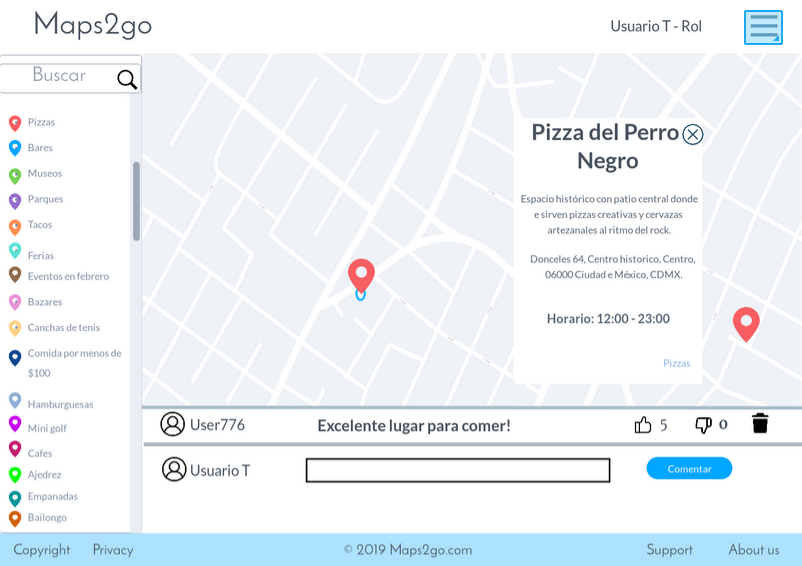 Maps2go
Usuario T - Rol
Buscar
Pizzas
Bares
Museos
Parques
Tacos
Ferias
Eventos en febrero
Bazares
Canchas de tenis
Comida por menos de
$100
Hamburguesas
Mini golf
Cafes
Ajedrez
Empanadas
Bailongo
Pizza del Perro
Negro
Espacio histórico con patio central donde
e sirven pizzas creativas y cervazas
artezanales al ritmo del rock.
Donceles 64, Centro historico, Centro,
06000 Ciudad e México, CDMX.
Horario: 12:00 - 23:00
Pizzas
User776
Excelente lugar para comer!
5
0
Usuario T
Comentar
Copyright
Privacy
© 2019 Maps2go.com
Support
About us